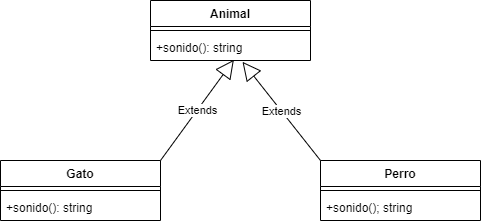 Animal
+sonido(): string
Extends
Extends
Gato
+sonido(): string
Perro
+sonido(); string